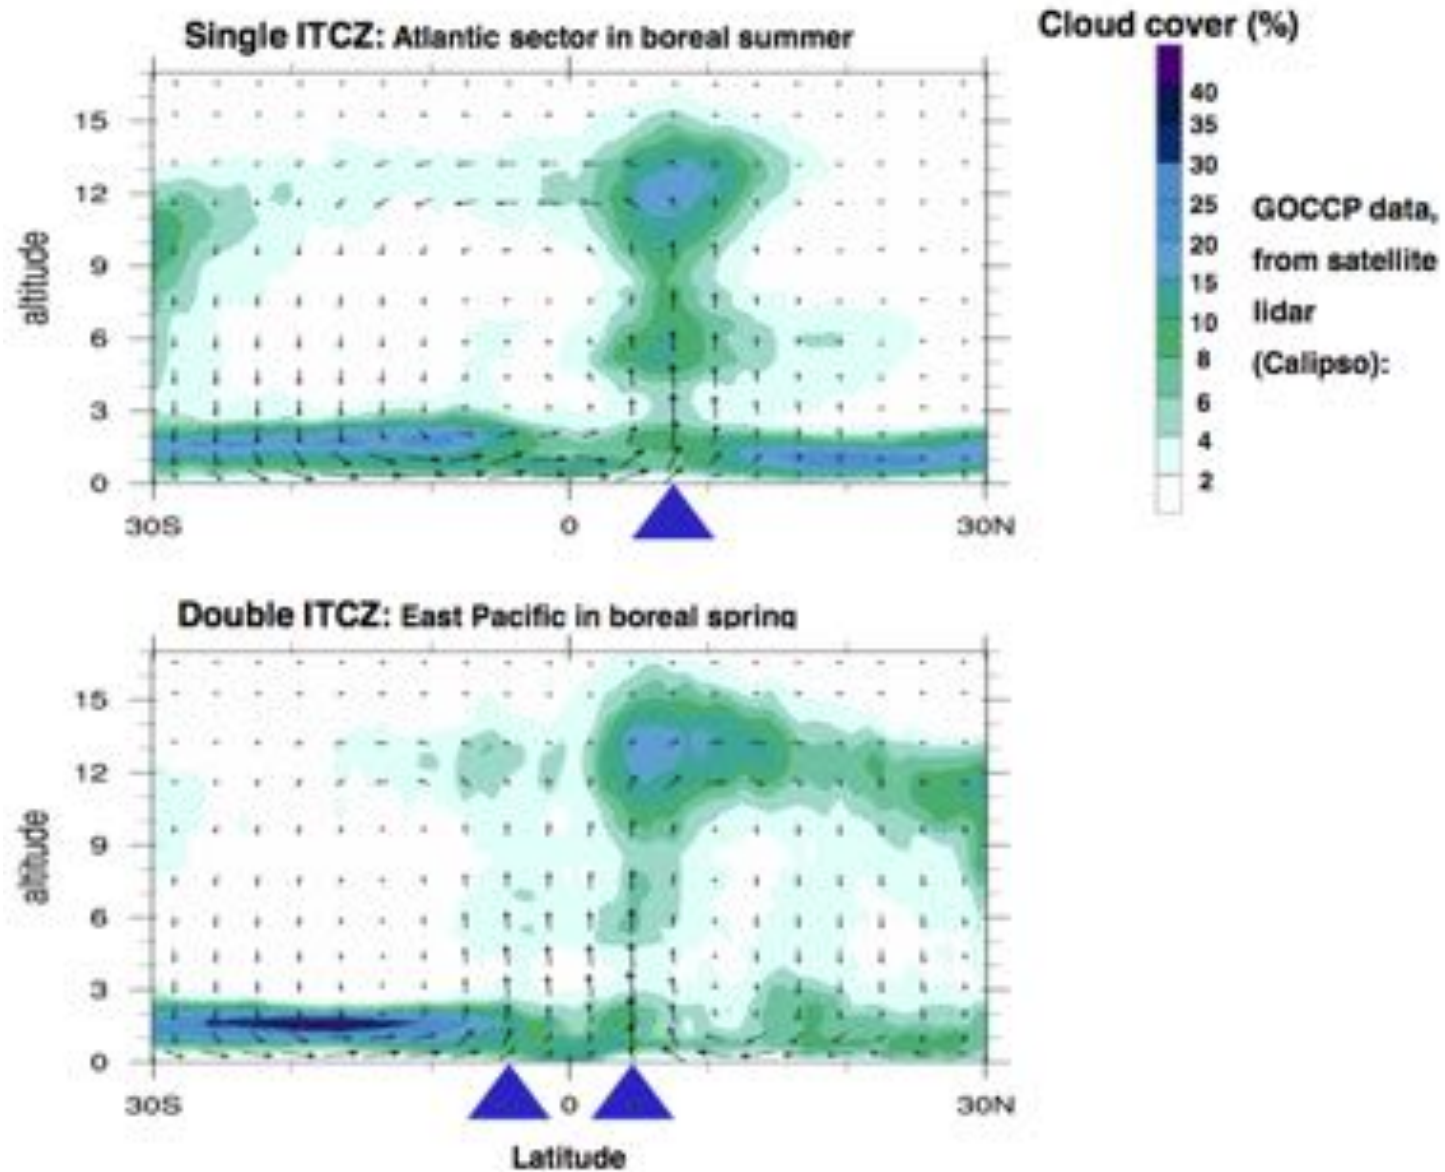 Single ITCZ: Atlantic sector in boreal summer
Cloud cover (%)
altitude
15
12
9
6
3
0
30S
0
30N
40
35
30
25
20
15
10
8
6
4
2
GOCCP data,
from satellite
lidar
(Calipso):
Double ITCZ: East Pacific in boreal spring
altitude
15
12
9
6
3
0
30S
0
30N
Latitude